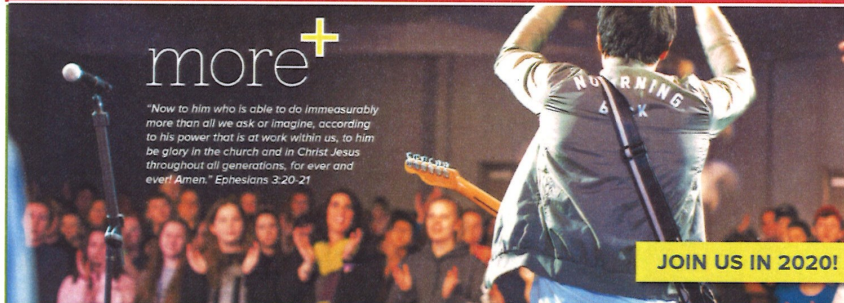 more+
"Now to him who is able to do immeasurably
more than all we ask or imagine, according
to his power that is at work within us, to him
be glory in the church and in Christ Jesus
throughout all generations, for ever and
ever! Amen." Ephesians 3:20-21
JOIN US IN 2020!